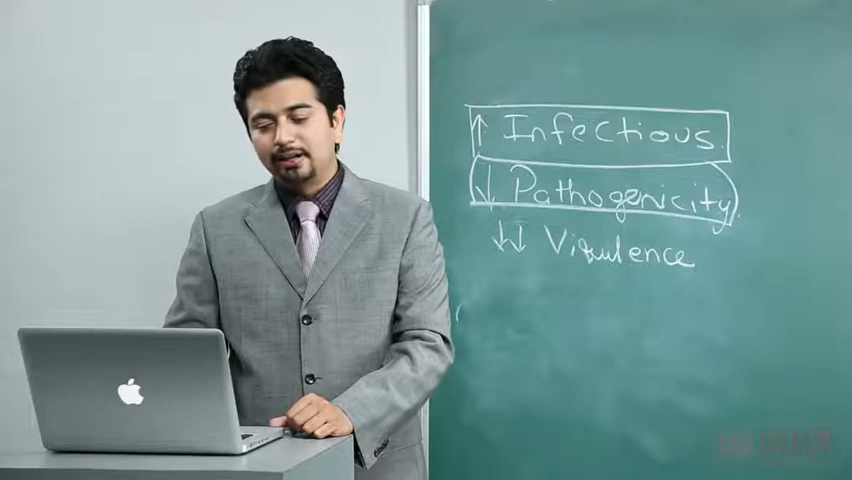 ↑ Infectious
↓ Pathogenicity
↓↓ Virulence